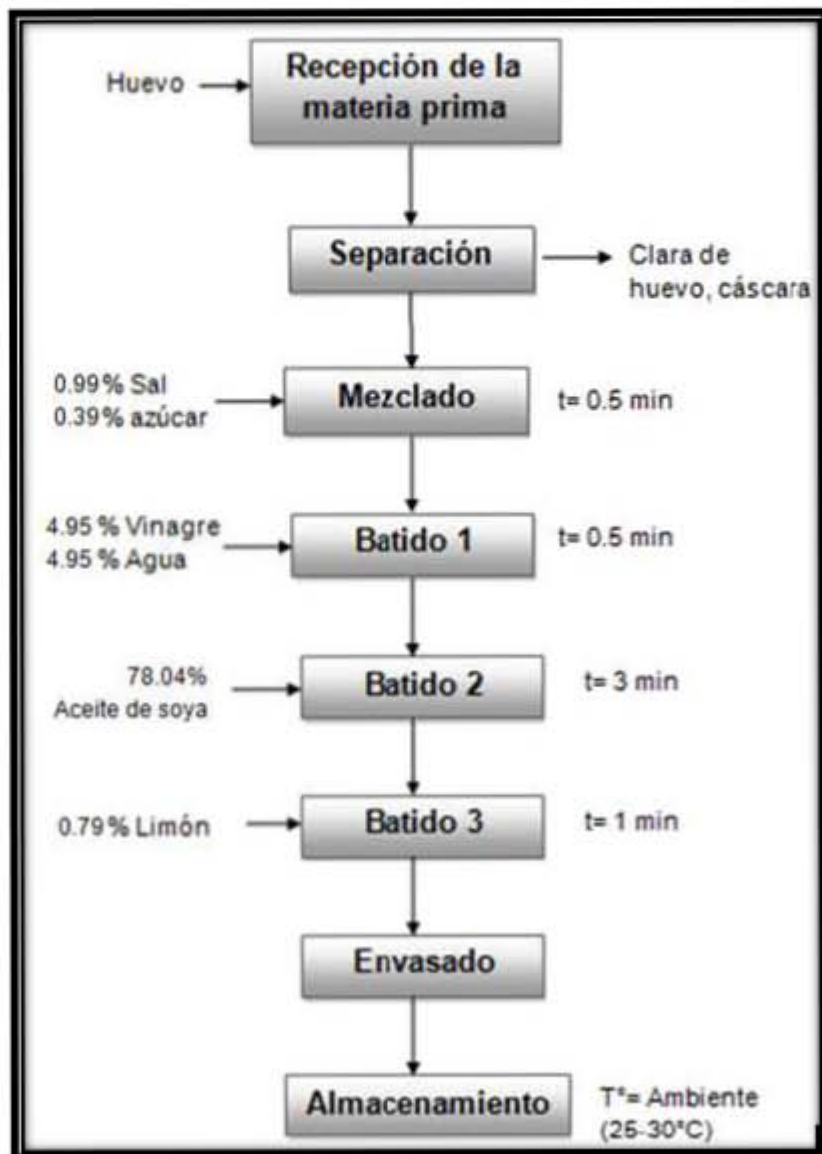 Huevo
Recepción de la
materia prima
Separación
Clara de
huevo, cáscara
0.99% Sal
0.39% azúcar
Mezclado
t= 0.5 min
4.95 % Vinagre
4.95 % Agua
Batido 1
t= 0.5 min
78.04%
Aceite de soya
Batido 2
t= 3 min
0.79% Limón
Batido 3
t= 1 min
Envasado
Almacenamiento
T°= Ambiente
(25-30°C)